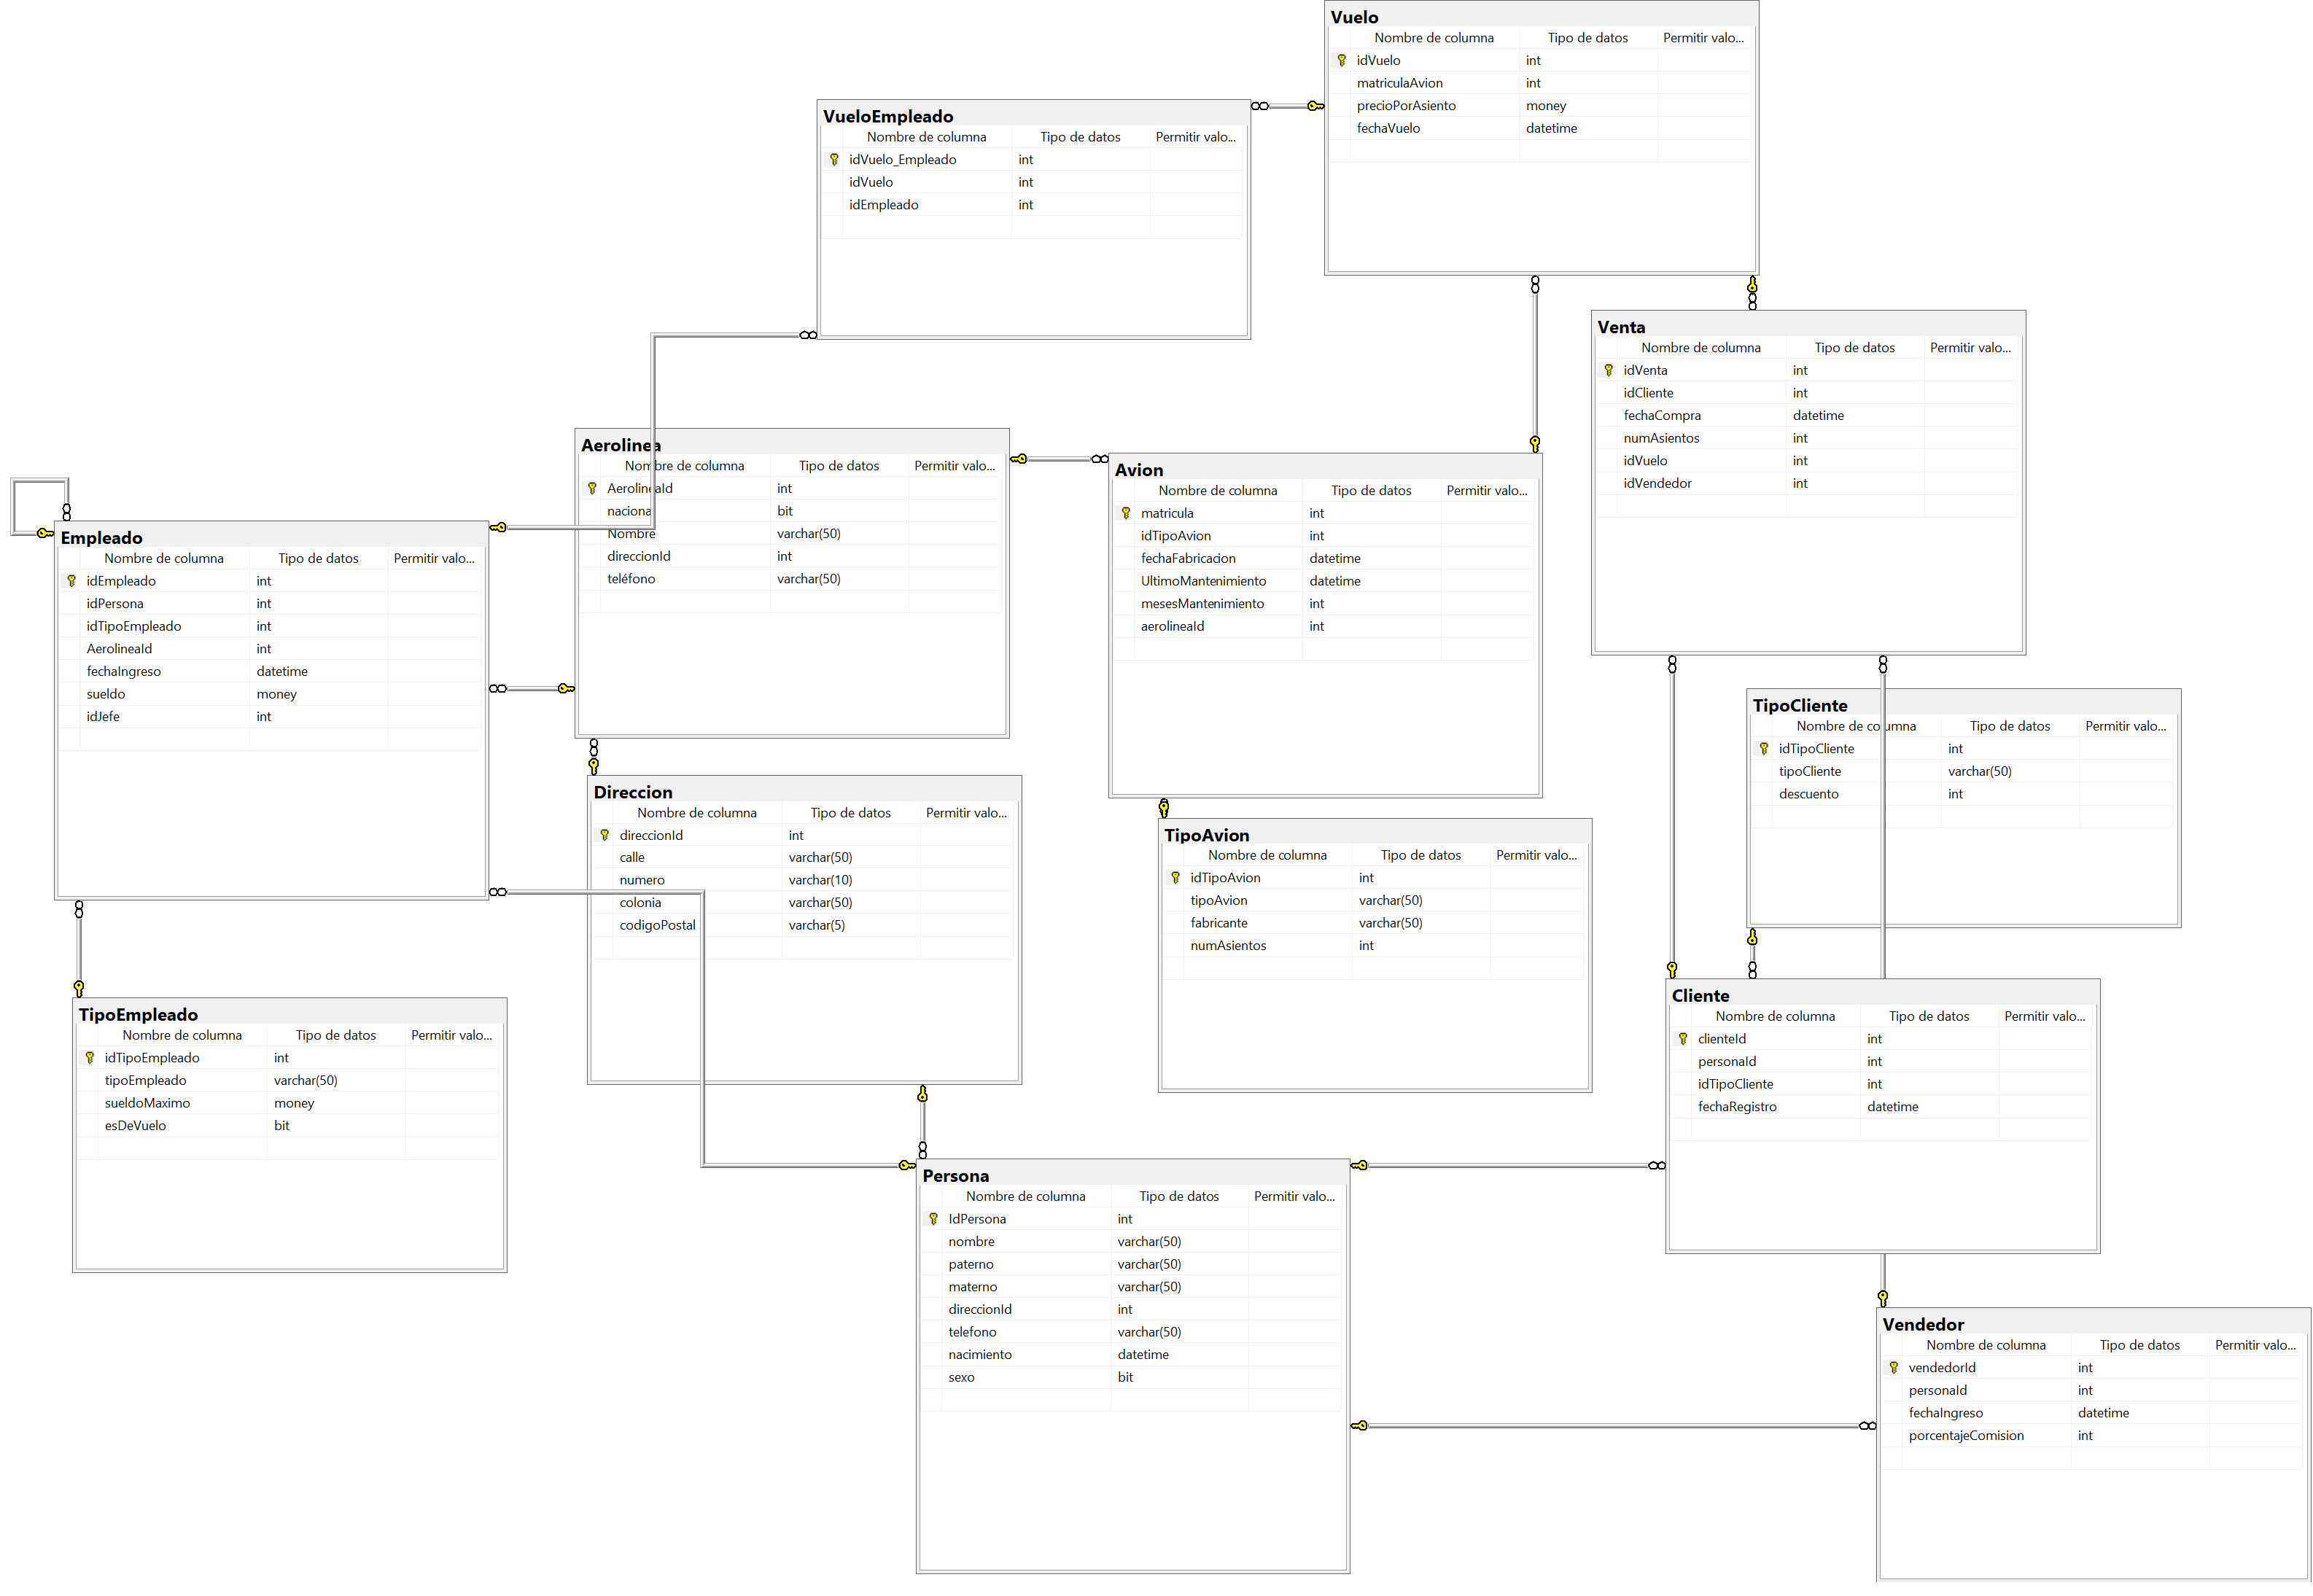 Vuelo
Nombre de columna Tipo de datos Permitir valo...
idVuelo int
matriculaAvion int
precioPorAsiento money
fechaVuelo datetime
VueloEmpleado
Nombre de columna Tipo de datos Permitir valo...
idVuelo_Empleado int
idVuelo int
idEmpleado int
Venta
Nombre de columna Tipo de datos Permitir valo...
idVenta int
idCliente int
fechaCompra datetime
numAsientos int
idVuelo int
idVendedor int
Aerolinea
Nombre de columna Tipo de datos Permitir valo...
AerolineaId int
naciona bit
Nombre varchar(50)
direccionId int
teléfono varchar(50)
Avion
Nombre de columna Tipo de datos Permitir valo...
matricula int
idTipoAvion int
fechaFabricacion datetime
UltimoMantenimiento datetime
mesesMantenimiento int
aerolineaId int
Empleado
Nombre de columna Tipo de datos Permitir valo...
idEmpleado int
idPersona int
idTipoEmpleado int
AerolineaId int
fechaIngreso datetime
sueldo money
idJefe int
TipoCliente
Nombre de columna Tipo de datos Permitir valo...
idTipoCliente int
tipoCliente varchar(50)
descuento int
Direccion
Nombre de columna Tipo de datos Permitir valo...
direccionId int
calle varchar(50)
numero varchar(10)
colonia varchar(50)
codigoPostal varchar(5)
TipoAvion
Nombre de columna Tipo de datos Permitir valo...
idTipoAvion int
tipoAvion varchar(50)
fabricante varchar(50)
numAsientos int
Cliente
Nombre de columna Tipo de datos Permitir valo...
clienteId int
personaId int
idTipoCliente int
fechaRegistro datetime
TipoEmpleado
Nombre de columna Tipo de datos Permitir valo...
idTipoEmpleado int
tipoEmpleado varchar(50)
sueldoMaximo money
esDeVuelo bit
Persona
Nombre de columna Tipo de datos Permitir valo...
IdPersona int
nombre varchar(50)
paterno varchar(50)
materno varchar(50)
direccionId int
telefono varchar(50)
nacimiento datetime
sexo bit
Vendedor
Nombre de columna Tipo de datos Permitir valo...
vendedorId int
personaId int
fechaIngreso datetime
porcentajeComision int